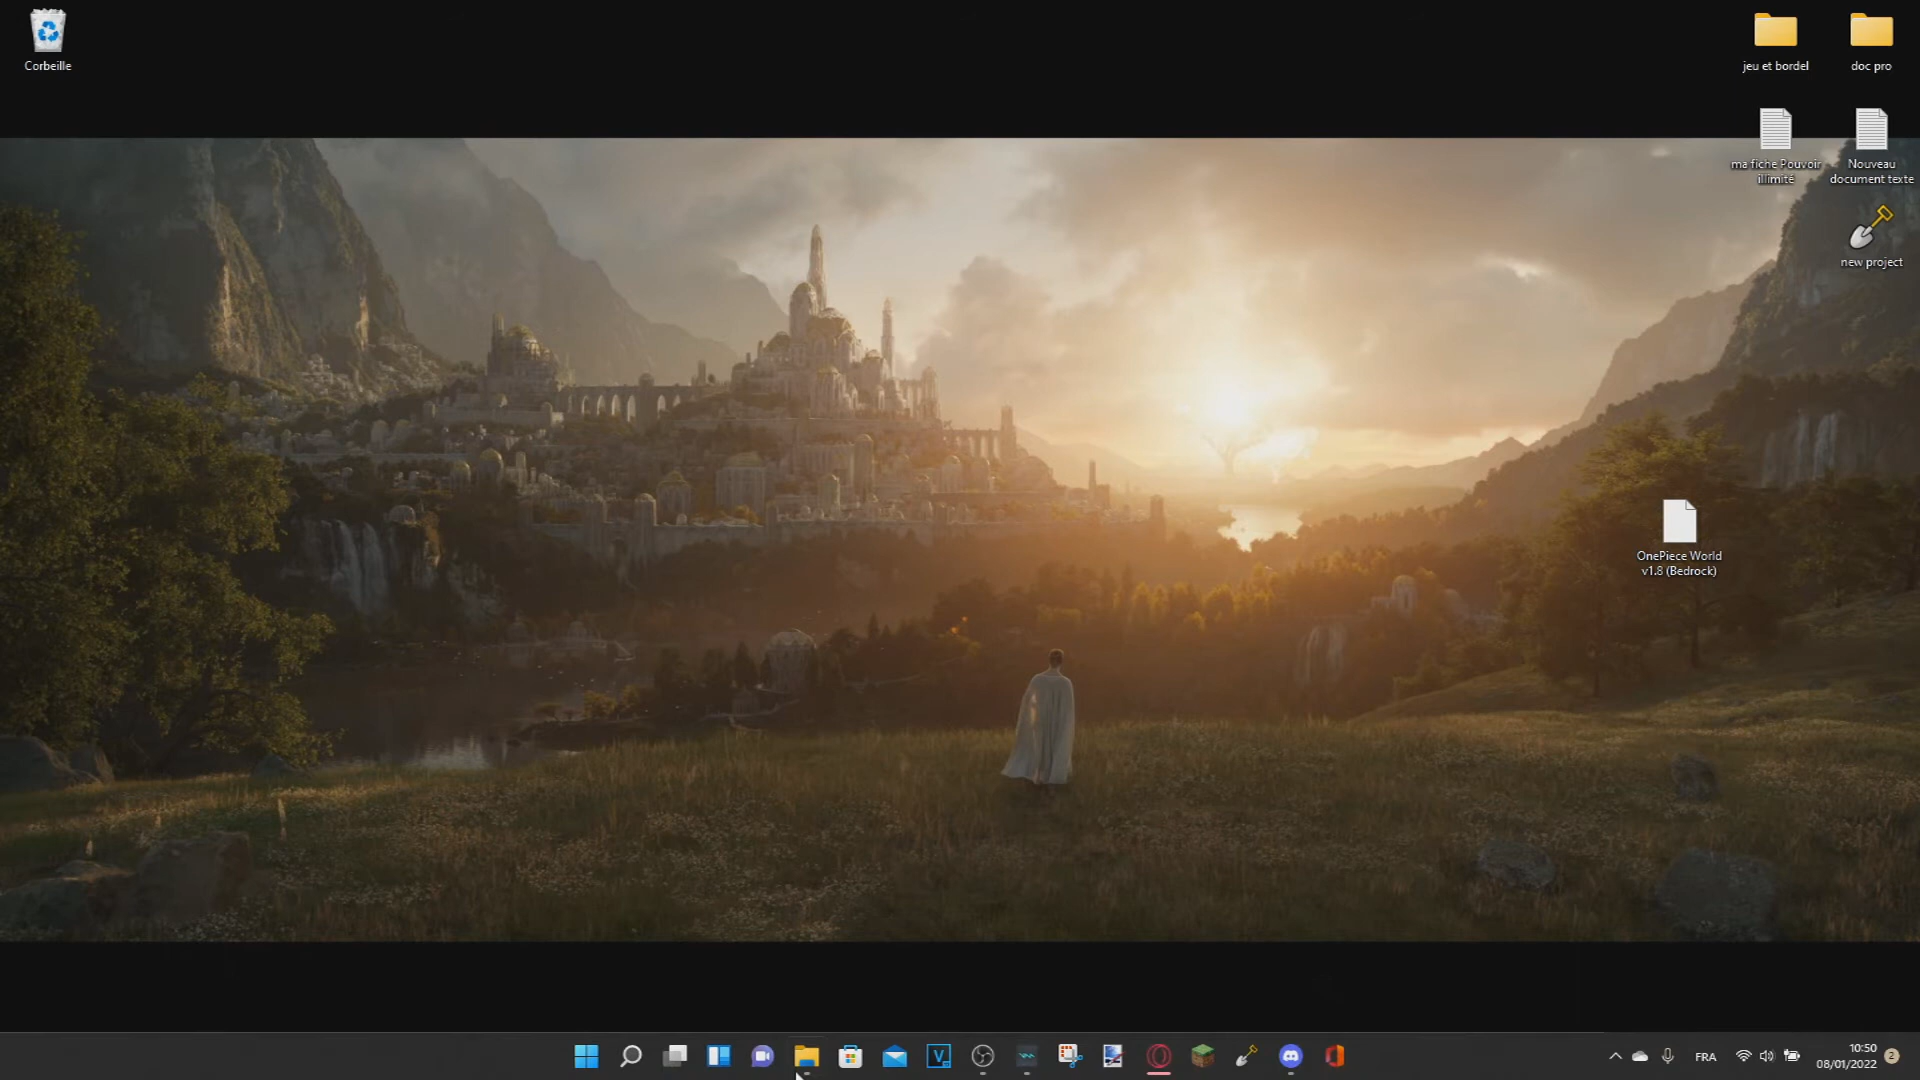 Corbeille
jeu et bordel
doc pro
ma fiche Pouvoir
illimité
Nouveau
document texte
new project
OnePiece World
v1.8 (Bedrock)
V
FRA
10:50
08/01/2022
2